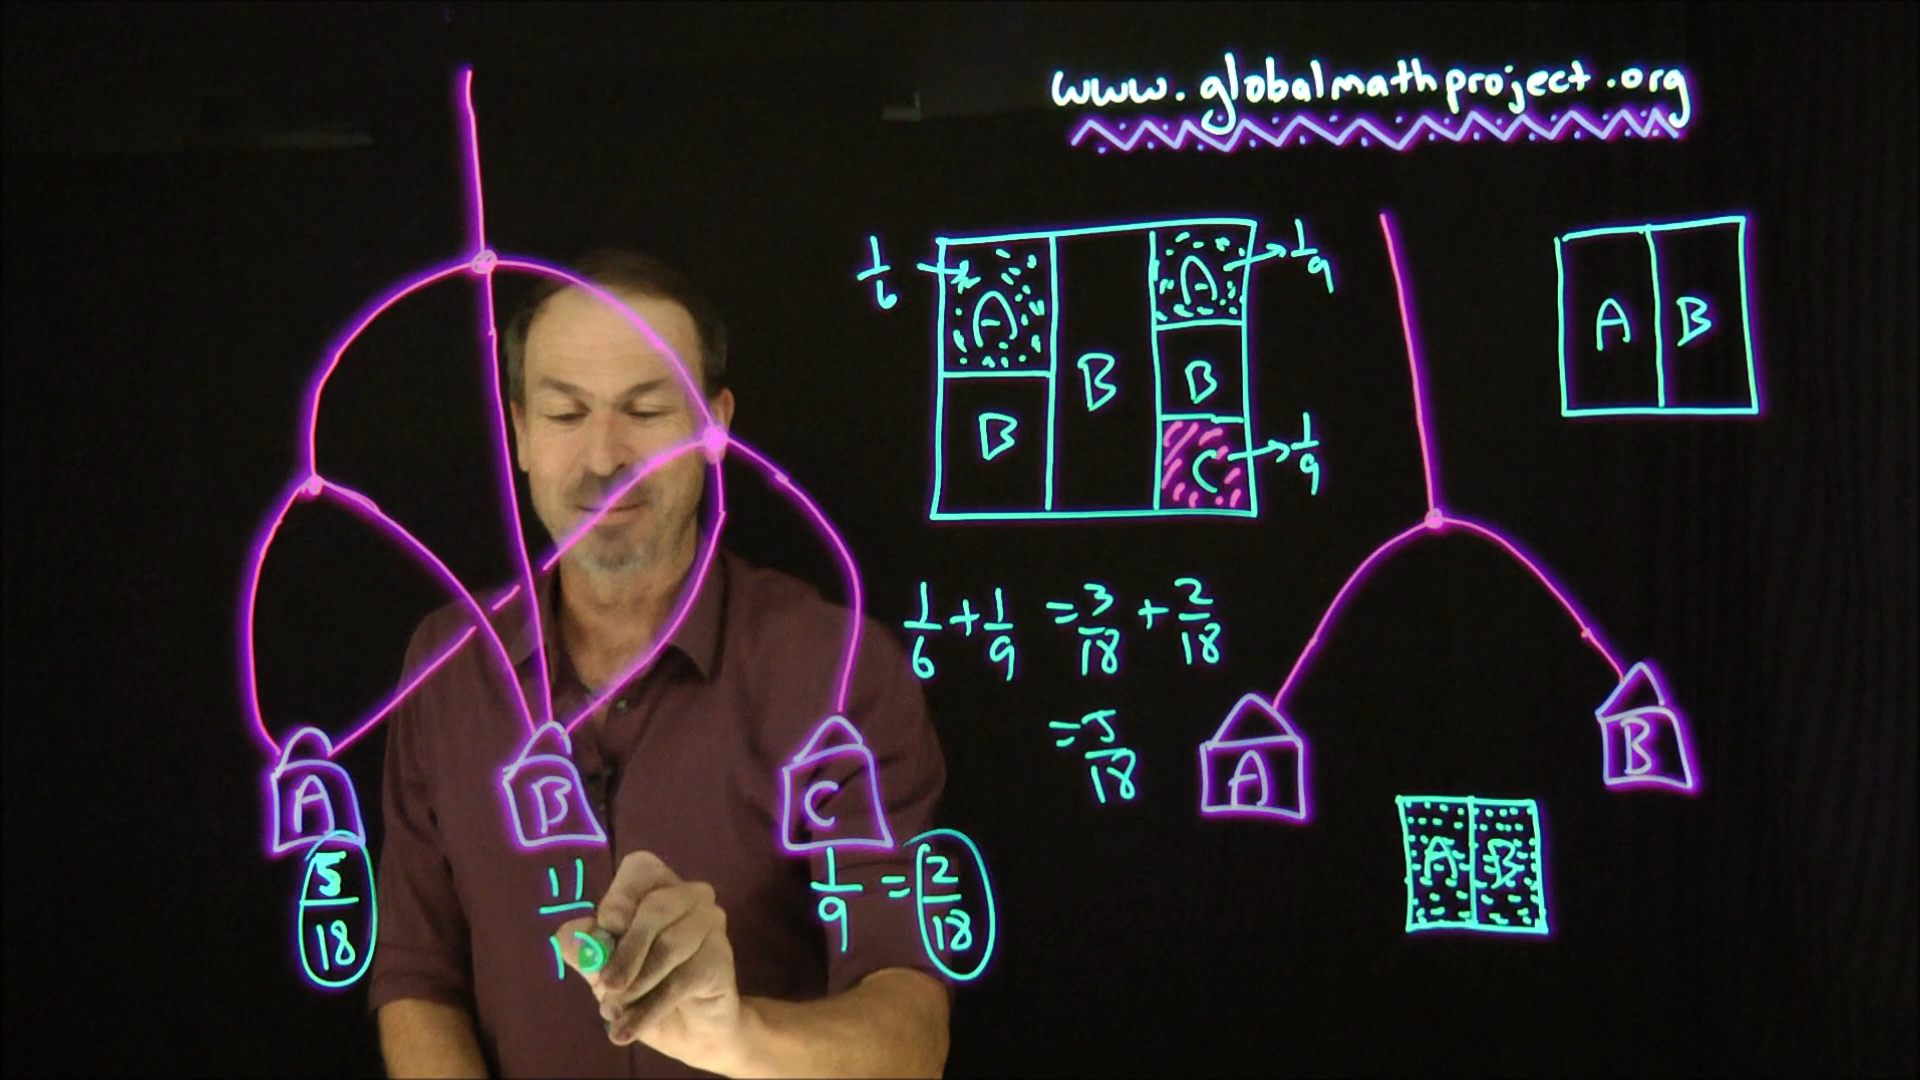 www.globalmathproject.org
1/6
A
B
B
A
B
C
1/9
1/9
A B
1/6 + 1/9 = 3/18 + 2/18
= 5/18
A
B
A B
A
B
C
5/18
11
1/9 = 2/18